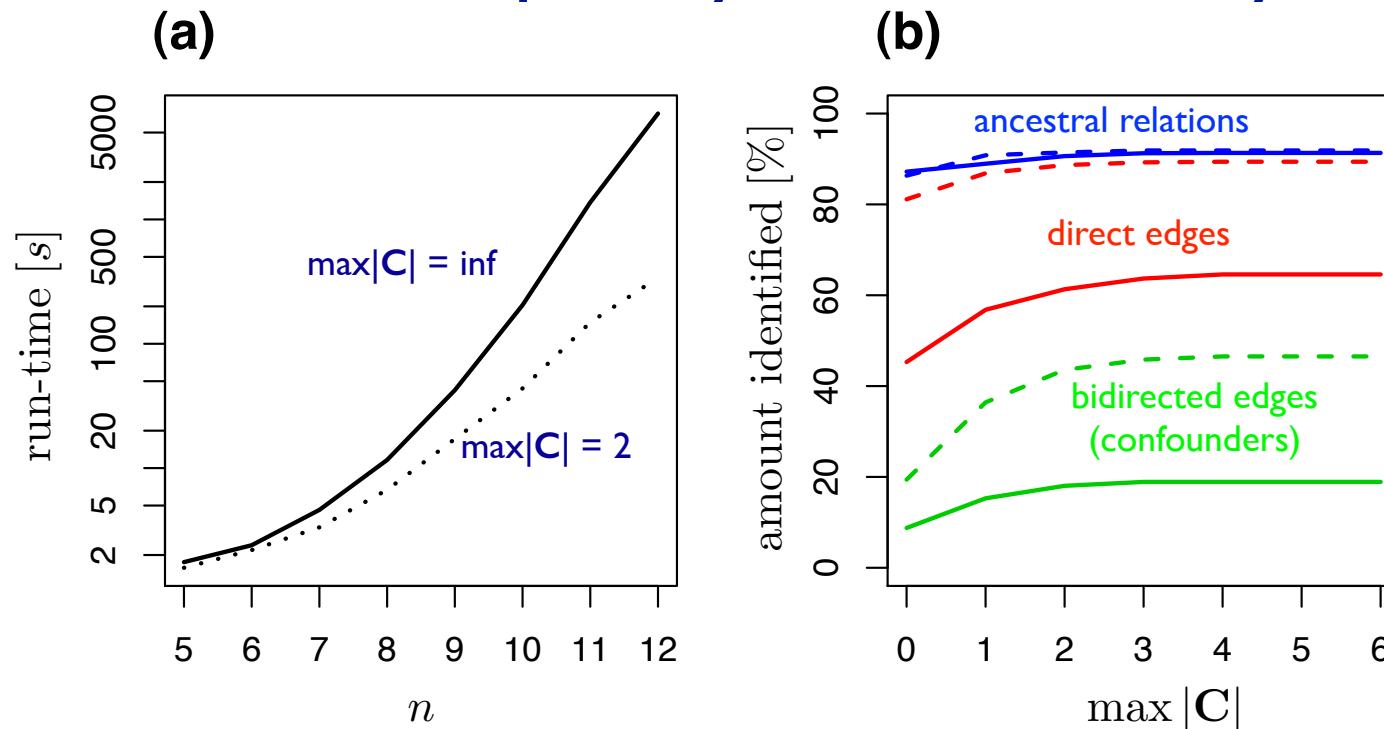 (a)
5000
500
100
20
5
2
run-time [s]
max|C| = inf
max|C| = 2
5 6 7 8 9 10 11 12
n
(b)
100
80
60
40
20
0
amount identified [%]
ancestral relations
direct edges
bidirected edges
(confounders)
0 1 2 3 4 5 6
max |C|